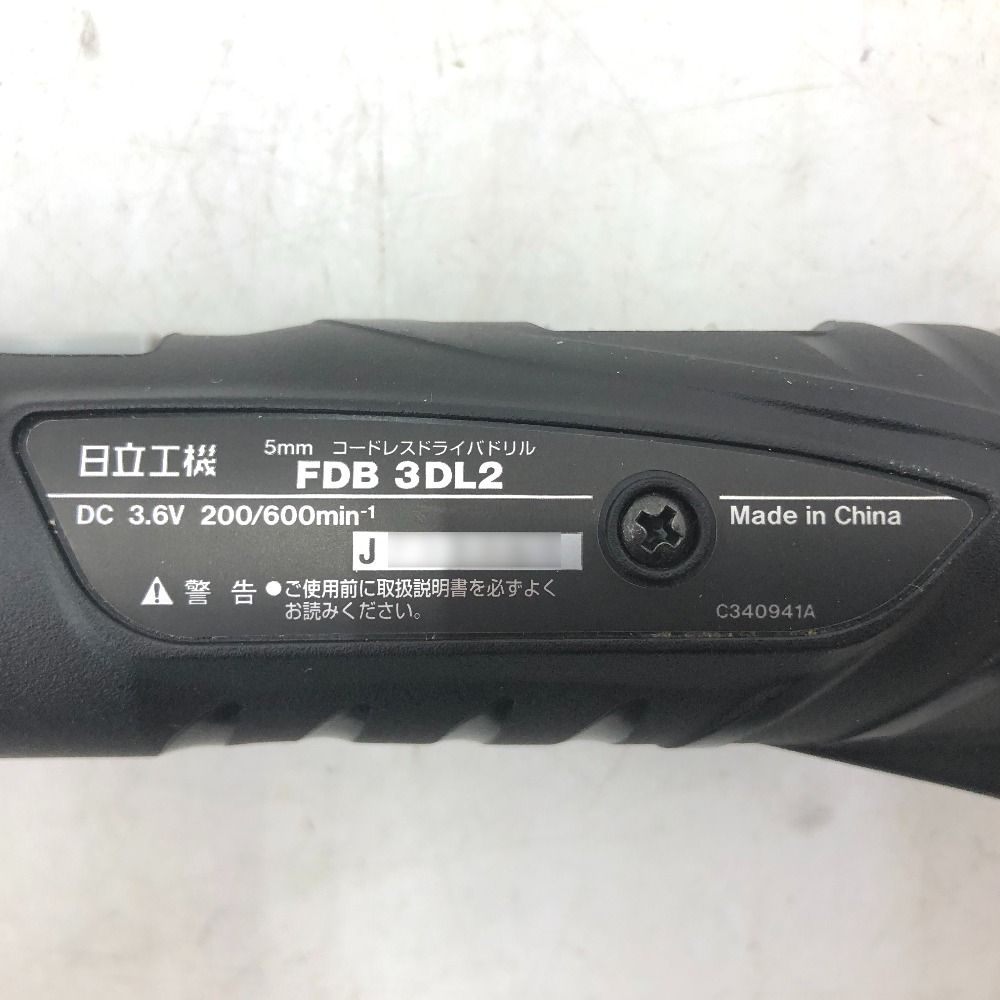 日立工機
5mm コードレスドライバドリル
FDB 3DL2
DC 3.6V 200/600min⁻¹
Made in China
J
⚠ 警告 ●ご使用前に取扱説明書を必ずよく
お読みください。
C340941A